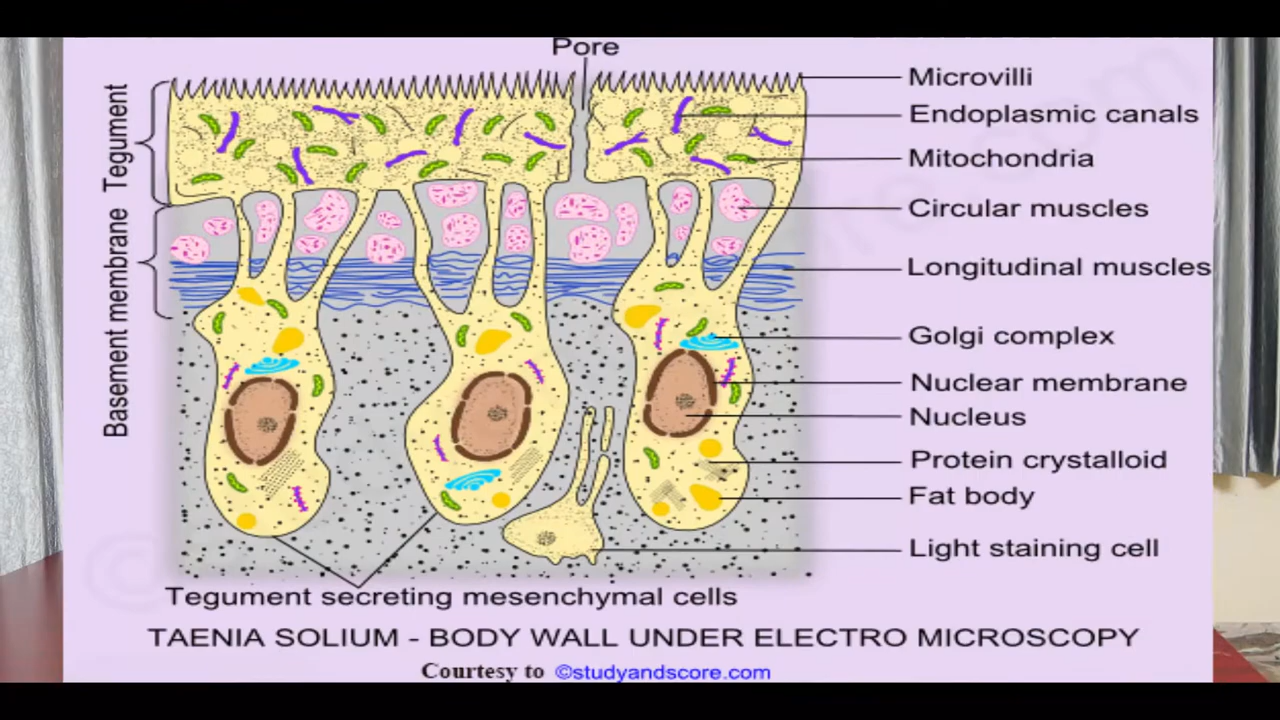 Pore
Microvilli
Endoplasmic canals
Mitochondria
Circular muscles
Longitudinal muscles
Golgi complex
Nuclear membrane
Nucleus
Protein crystalloid
Fat body
Light staining cell
Tegument
Basement membrane
Tegument secreting mesenchymal cells
TAENIA SOLIUM - BODY WALL UNDER ELECTRO MICROSCOPY
Courtesy to ©studyandscore.com